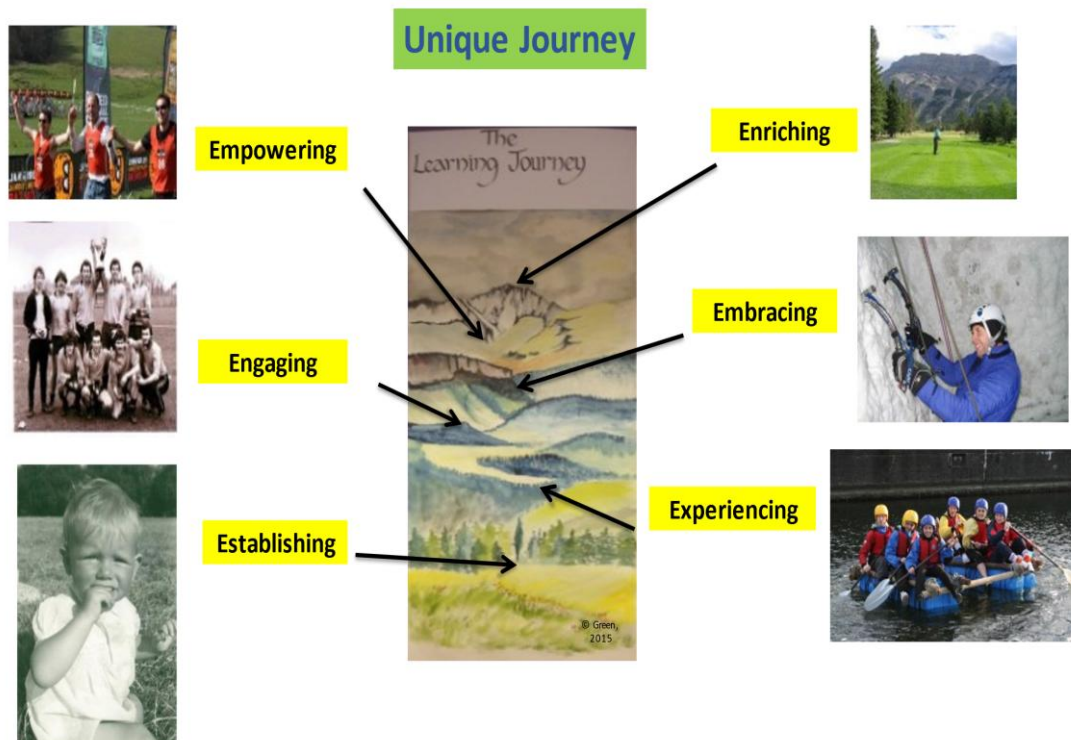 Unique Journey
The
Learning Journey
Empowering
Enriching
Engaging
Embracing
Establishing
Experiencing
© Green,
2015